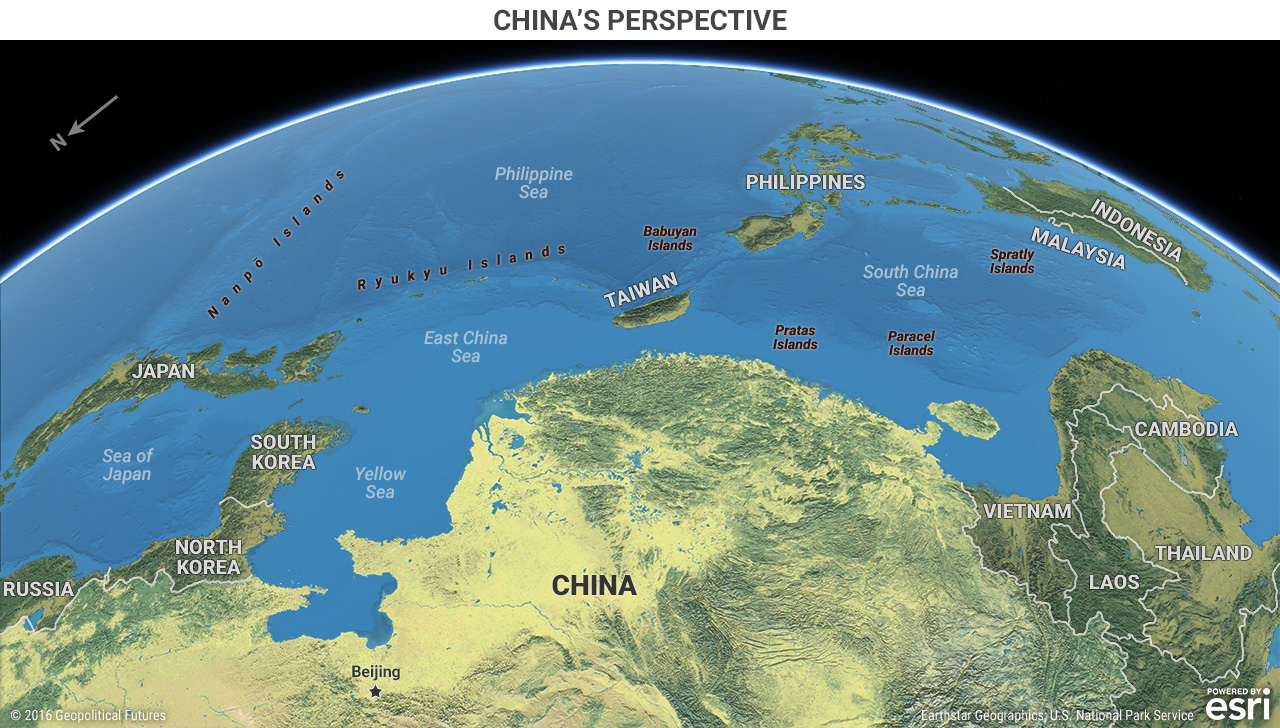 CHINA'S PERSPECTIVE
N
Nanpō Islands
Philippine
Sea
PHILIPPINES
INDONESIA
MALAYSIA
Babuyan
Islands
Ryukyu Islands
Spratly
Islands
South China
Sea
TAIWAN
Pratas
Islands
Paracel
Islands
East China
Sea
JAPAN
CAMBODIA
SOUTH
KOREA
Sea of
Japan
Yellow
Sea
VIETNAM
NORTH
KOREA
THAILAND
RUSSIA
CHINA
LAOS
Beijing
© 2016 Geopolitical Futures
Earthstar Geographics; U.S. National Park Service
POWERED BY
esri